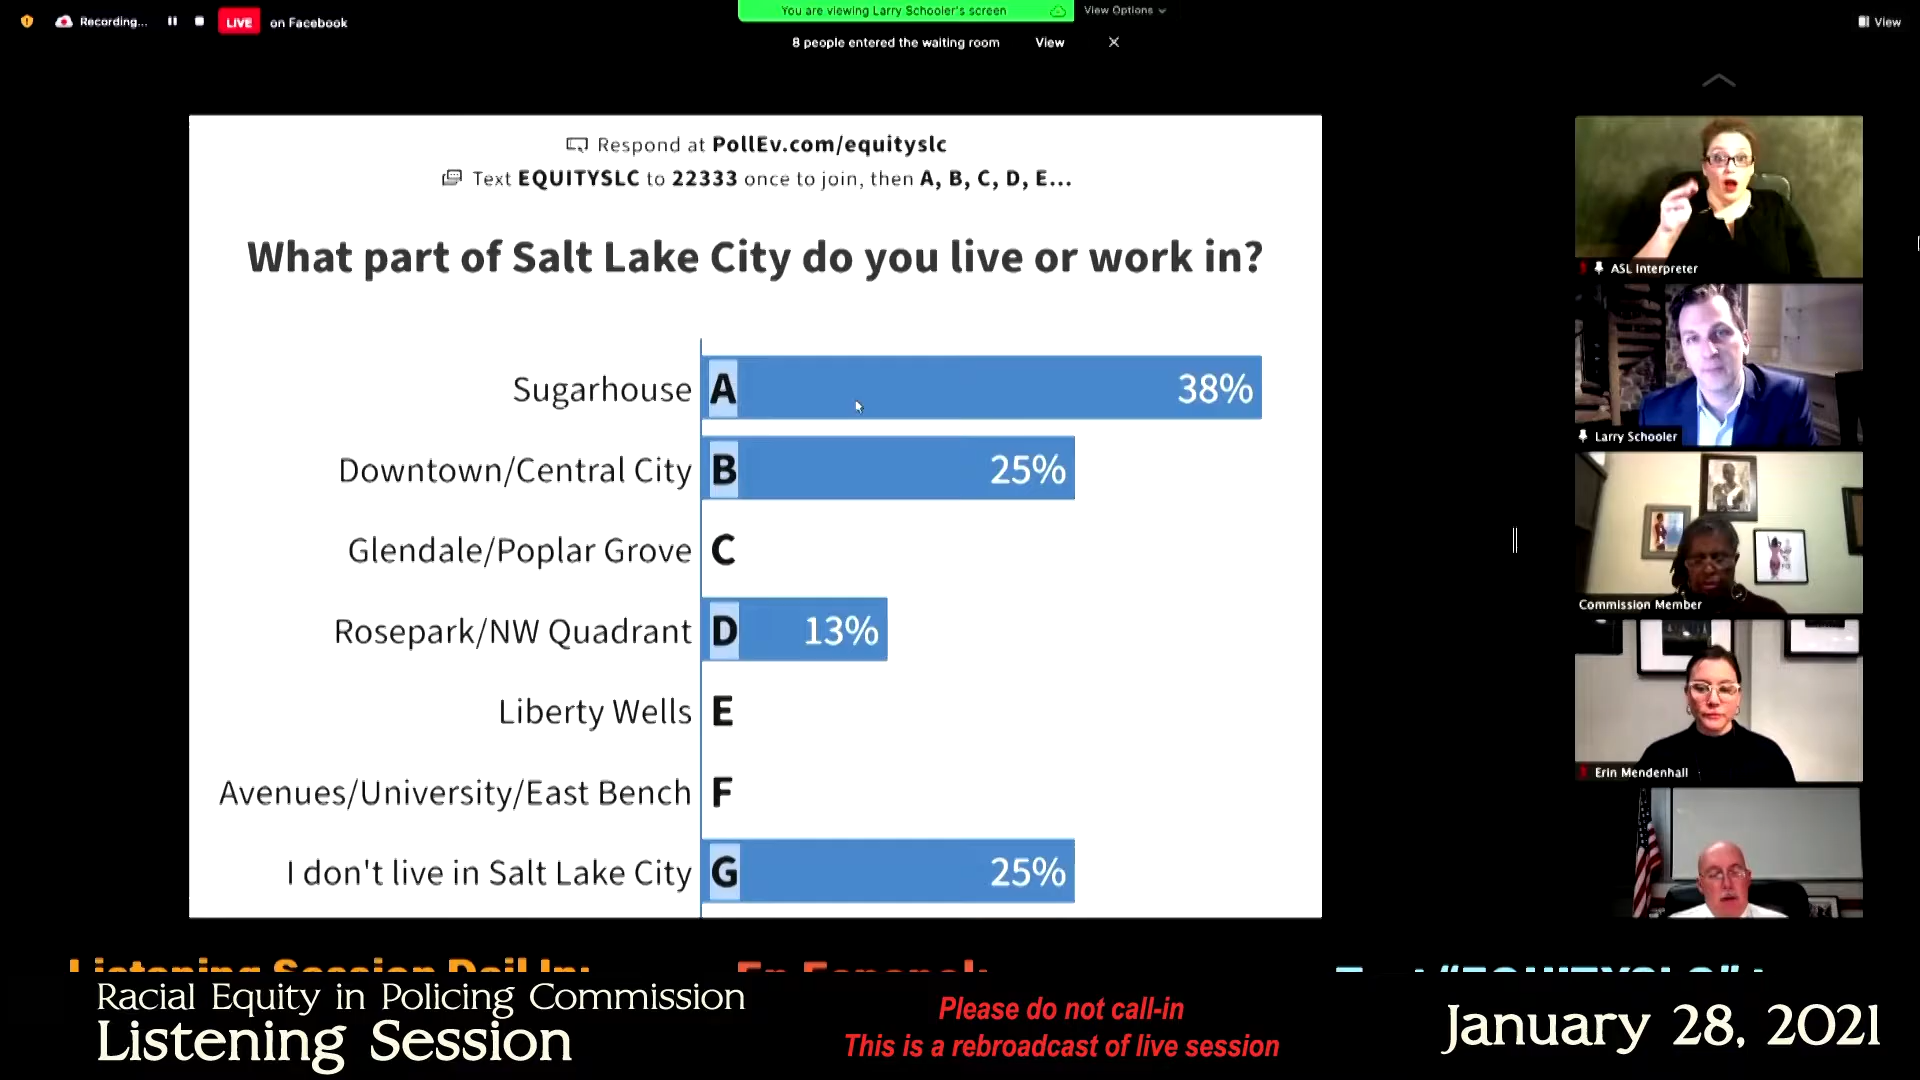 Recording...
LIVE
on Facebook
You are viewing Larry Schooler's screen
View Options
View
8 people entered the waiting room
View
Respond at PollEv.com/equityslc
Text EQUITYSLC to 22333 once to join, then A, B, C, D, E...
What part of Salt Lake City do you live or work in?
Sugarhouse A 38%
Downtown/Central City B 25%
Glendale/Poplar Grove C
Rosepark/NW Quadrant D 13%
Liberty Wells E
Avenues/University/East Bench F
I don't live in Salt Lake City G 25%
ASL Interpreter
Larry Schooler
Commission Member
Erin Mendenhall
Racial Equity in Policing Commission
Listening Session
Please do not call-in
This is a rebroadcast of live session
January 28, 2021